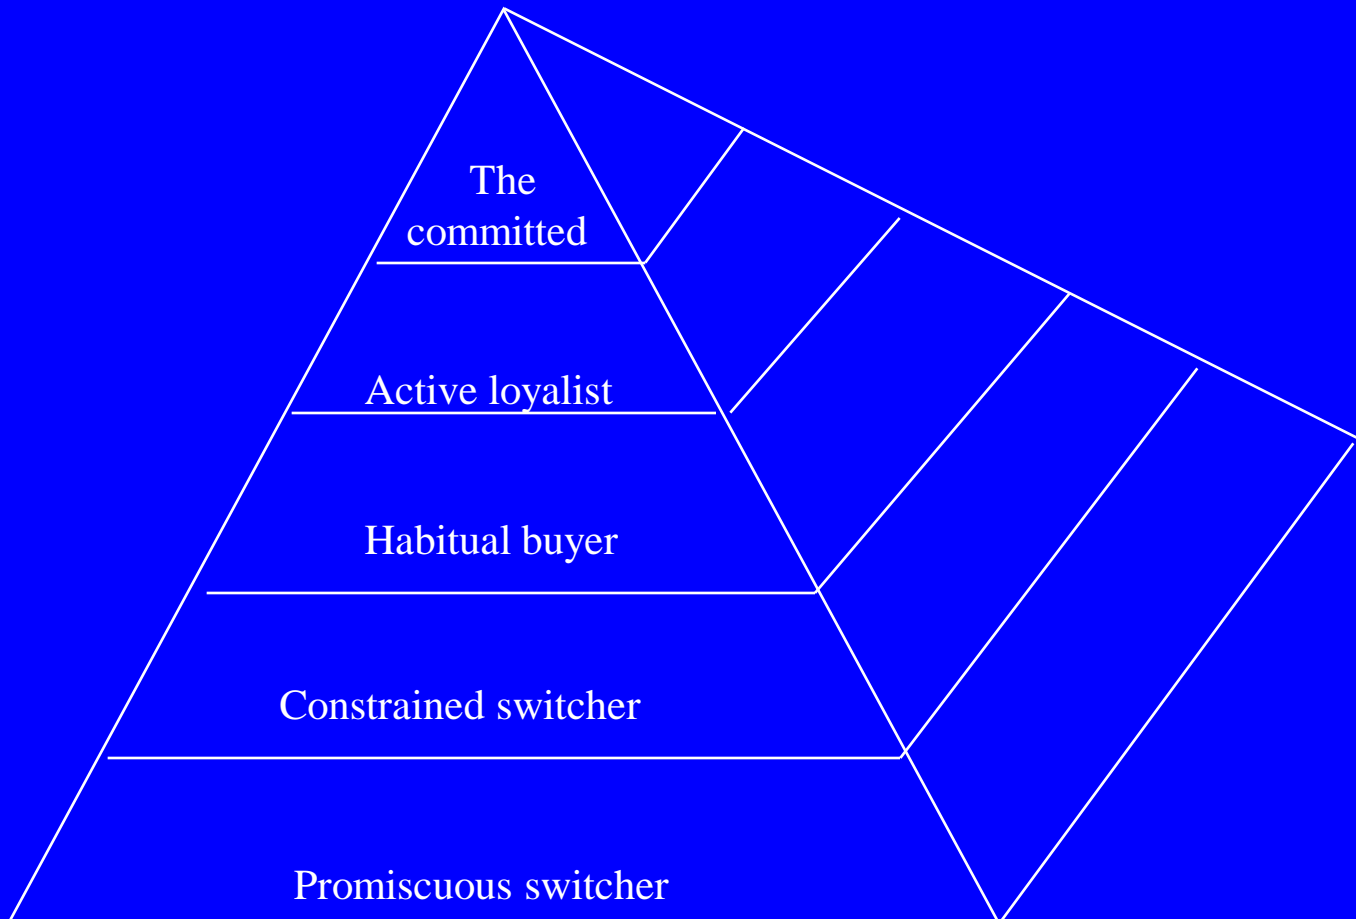 The
committed
Active loyalist
Habitual buyer
Constrained switcher
Promiscuous switcher